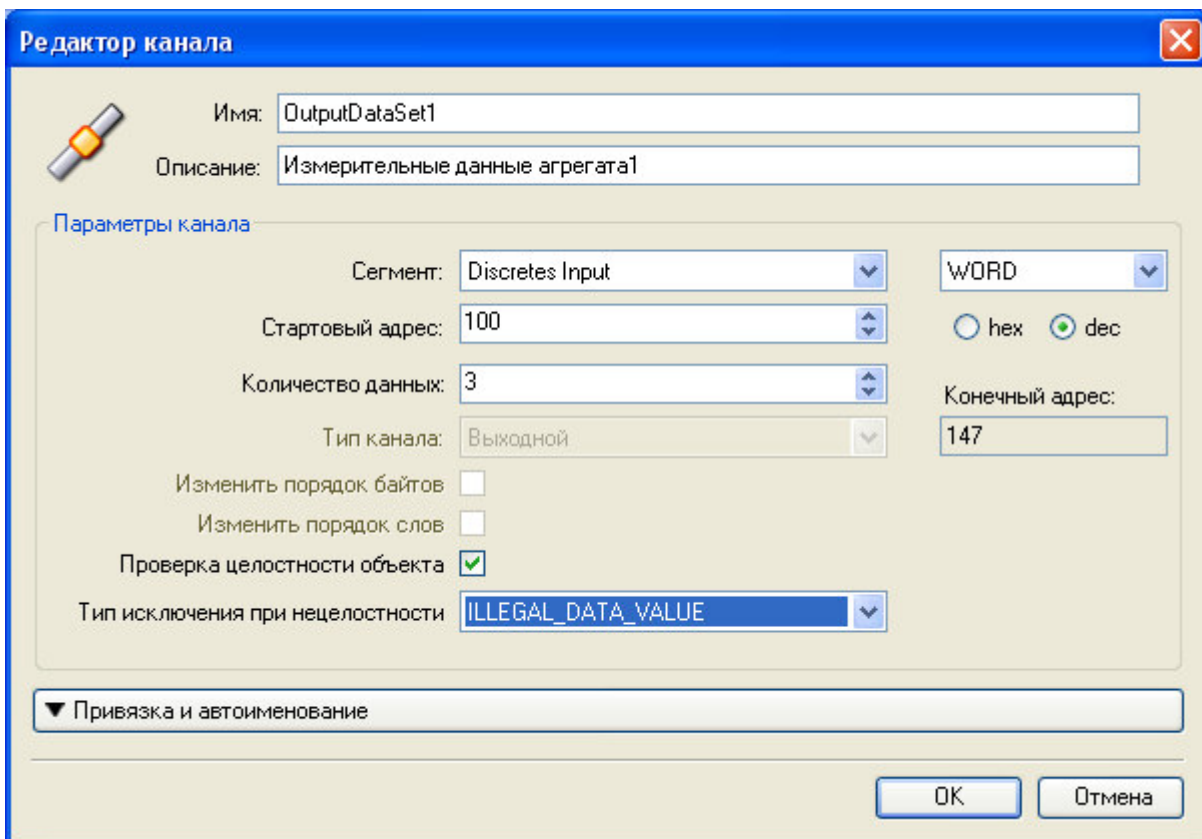 Редактор канала
Имя: OutputDataSet1
Описание: Измерительные данные агрегата1
Параметры канала
Сегмент: Discretes Input WORD
Стартовый адрес: 100 hex dec
Количество данных: 3 Конечный адрес:
Тип канала: Выходной 147
Изменить порядок байтов
Изменить порядок слов
Проверка целостности объекта
Тип исключения при нецелостности ILLEGAL_DATA_VALUE
Привязка и автоименование
OK Отмена